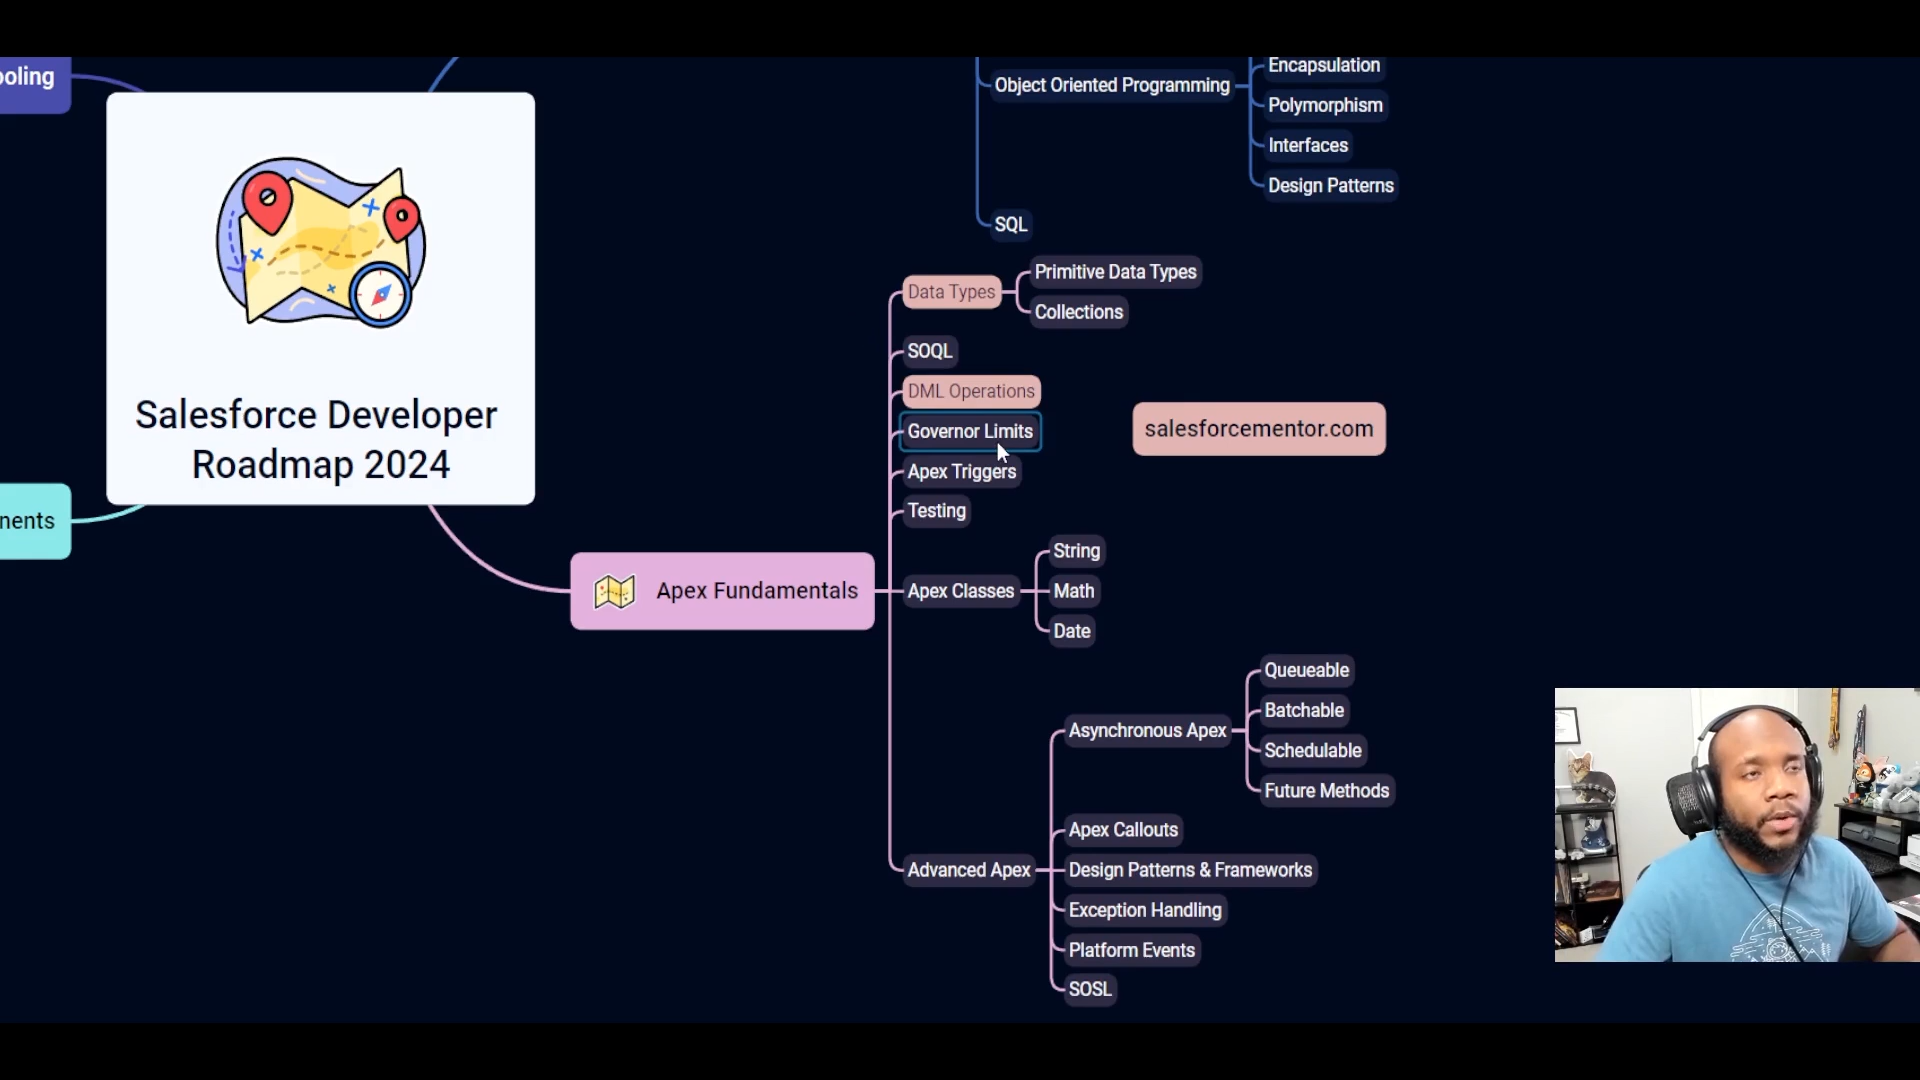 ooling
Salesforce Developer
Roadmap 2024
nents
Object Oriented Programming
Encapsulation
Polymorphism
Interfaces
Design Patterns
SQL
Data Types
Primitive Data Types
Collections
SOQL
DML Operations
Governor Limits
Apex Triggers
Testing
salesforcementor.com
Apex Fundamentals
Apex Classes
String
Math
Date
Advanced Apex
Asynchronous Apex
Queueable
Batchable
Schedulable
Future Methods
Apex Callouts
Design Patterns & Frameworks
Exception Handling
Platform Events
SOSL